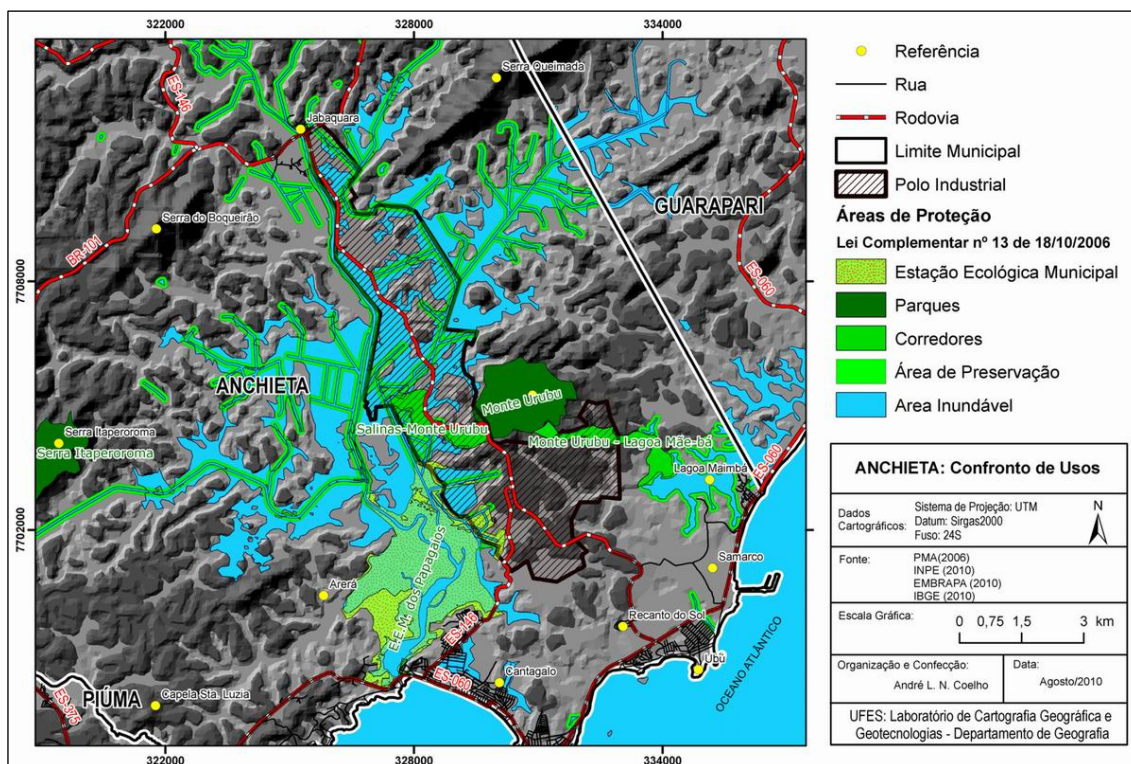 322000
328000
334000
Serra Queimada
ES-146
Jabaquara
GUARAPARI
Serra do Boqueirão
BR-101
ES-060
7708000
7708000
ANCHIETA
Monte Urubu
Salinas-Monte Urubu
Monte Urubu - Lagoa Mãe-bá
Serra Itaperoroma
Serra Itaperoroma
Lagoa Maimbá
ES-060
7702000
7702000
Samarco
Arerá
E.E.M. dos Papagaios
Recanto do Sol
ES-146
Ubú
Cantagalo
ES-060
OCEANO ATLÂNTICO
PIÚMA
Capela Sta. Luzia
ES-375
322000
328000
334000
Referência
Rua
Rodovia
Limite Municipal
Polo Industrial
Áreas de Proteção
Lei Complementar nº 13 de 18/10/2006
Estação Ecológica Municipal
Parques
Corredores
Área de Preservação
Area Inundável
ANCHIETA: Confronto de Usos
Dados
Cartográficos:
Sistema de Projeção: UTM
Datum: Sirgas2000
Fuso: 24S
N
Fonte:
PMA(2006)
INPE (2010)
EMBRAPA (2010)
IBGE (2010)
Escala Gráfica:
0 0,75 1,5 3 km
Organização e Confecção:
André L. N. Coelho
Data:
Agosto/2010
UFES: Laboratório de Cartografia Geográfica e
Geotecnologias - Departamento de Geografia